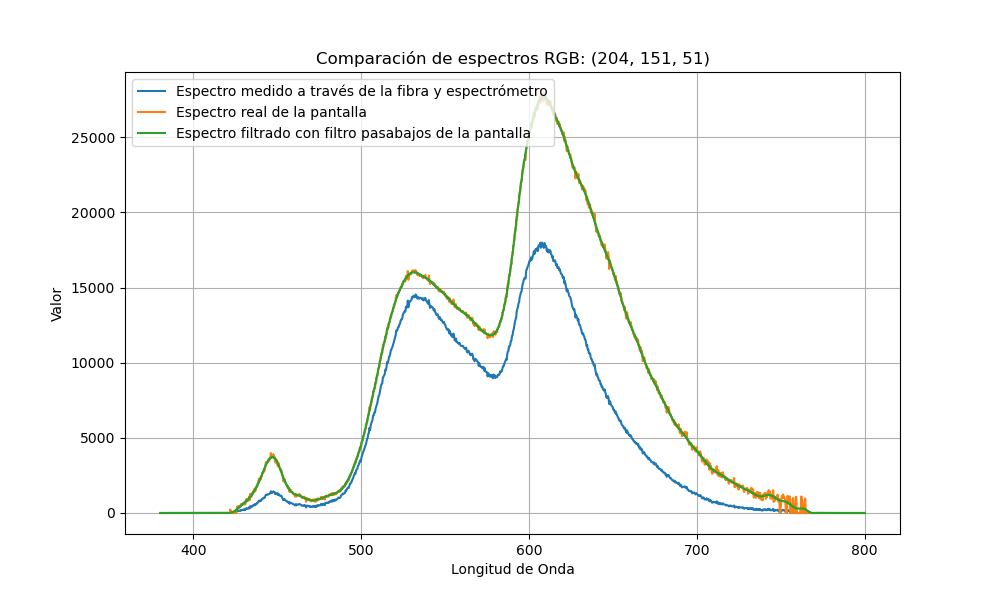 Comparación de espectros RGB: (204, 151, 51)
Espectro medido a través de la fibra y espectrómetro
Espectro real de la pantalla
Espectro filtrado con filtro pasabajos de la pantalla
Valor
25000
20000
15000
10000
5000
0
400 500 600 700 800
Longitud de Onda